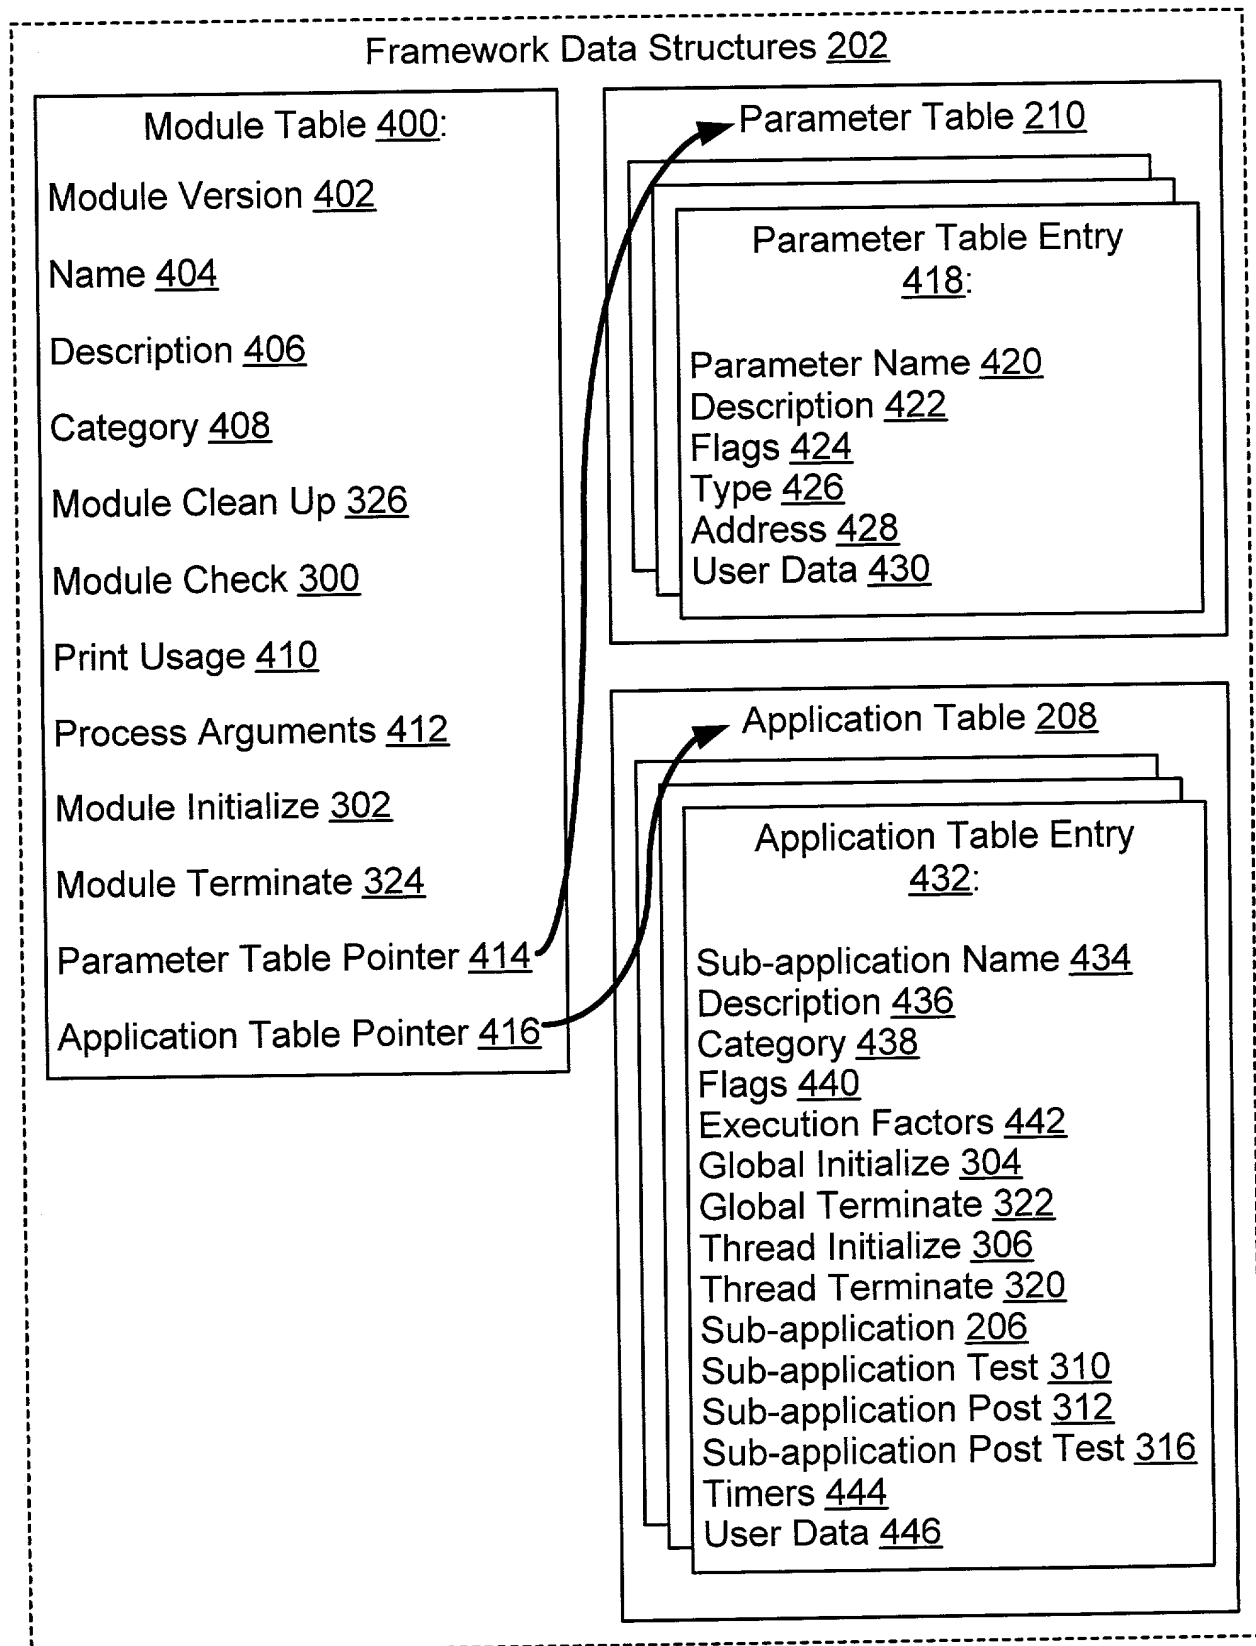 Framework Data Structures 202
Module Table 400:
Module Version 402
Name 404
Description 406
Category 408
Module Clean Up 326
Module Check 300
Print Usage 410
Process Arguments 412
Module Initialize 302
Module Terminate 324
Parameter Table Pointer 414
Application Table Pointer 416
Parameter Table 210
Parameter Table Entry
418:
Parameter Name 420
Description 422
Flags 424
Type 426
Address 428
User Data 430
Application Table 208
Application Table Entry
432:
Sub-application Name 434
Description 436
Category 438
Flags 440
Execution Factors 442
Global Initialize 304
Global Terminate 322
Thread Initialize 306
Thread Terminate 320
Sub-application 206
Sub-application Test 310
Sub-application Post 312
Sub-application Post Test 316
Timers 444
User Data 446